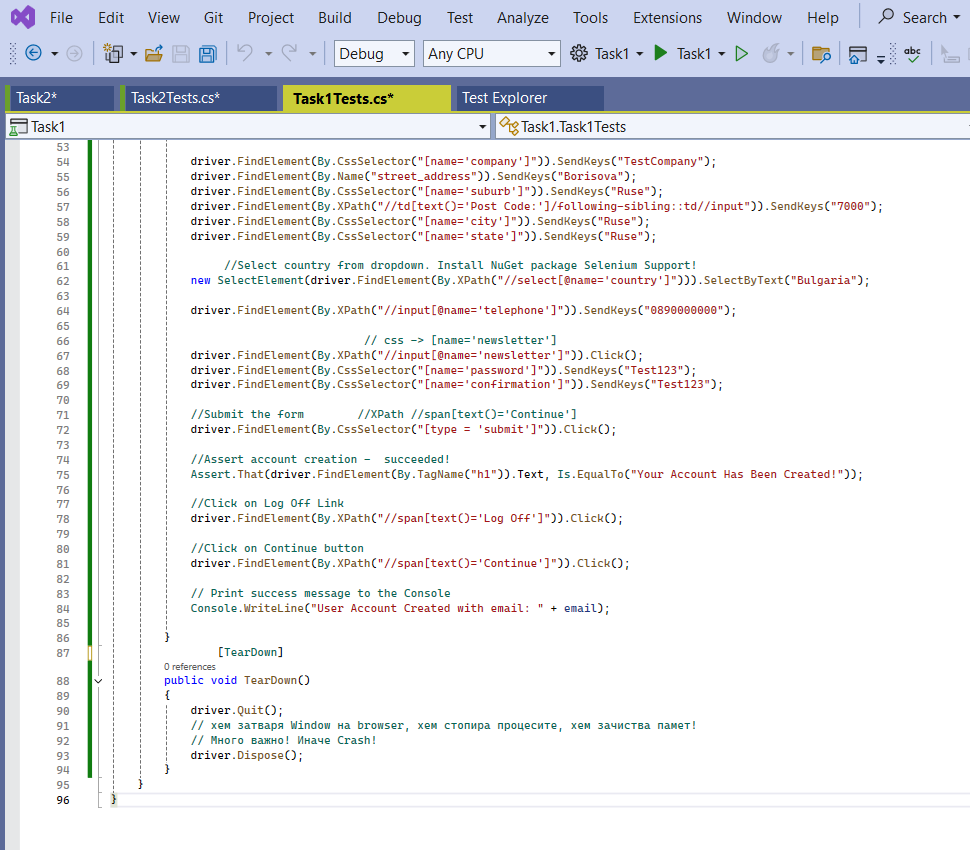 File Edit View Git Project Build Debug Test Analyze Tools Extensions Window Help Search
Debug Any CPU Task1 Task1 abc
Task2* Task2Tests.cs* Task1Tests.cs* Test Explorer
Task1 Task1.Task1Tests
53
54 driver.FindElement(By.CssSelector("[name='company']")).SendKeys("TestCompany");
55 driver.FindElement(By.Name("street_address")).SendKeys("Borisova");
56 driver.FindElement(By.CssSelector("[name='suburb']")).SendKeys("Ruse");
57 driver.FindElement(By.XPath("//td[text()='Post Code:']/following-sibling::td//input")).SendKeys("7000");
58 driver.FindElement(By.CssSelector("[name='city']")).SendKeys("Ruse");
59 driver.FindElement(By.CssSelector("[name='state']")).SendKeys("Ruse");
60
61 //Select country from dropdown. Install NuGet package Selenium Support!
62 new SelectElement(driver.FindElement(By.XPath("//select[@name='country']"))).SelectByText("Bulgaria");
63
64 driver.FindElement(By.XPath("//input[@name='telephone']")).SendKeys("0890000000");
65
66 // css -> [name='newsletter']
67 driver.FindElement(By.XPath("//input[@name='newsletter']")).Click();
68 driver.FindElement(By.CssSelector("[name='password']")).SendKeys("Test123");
69 driver.FindElement(By.CssSelector("[name='confirmation']")).SendKeys("Test123");
70
71 //Submit the form //XPath //span[text()='Continue']
72 driver.FindElement(By.CssSelector("[type = 'submit']")).Click();
73
74 //Assert account creation - succeeded!
75 Assert.That(driver.FindElement(By.TagName("h1")).Text, Is.EqualTo("Your Account Has Been Created!"));
76
77 //Click on Log Off Link
78 driver.FindElement(By.XPath("//span[text()='Log Off']")).Click();
79
80 //Click on Continue button
81 driver.FindElement(By.XPath("//span[text()='Continue']")).Click();
82
83 // Print success message to the Console
84 Console.WriteLine("User Account Created with email: " + email);
85
86 }
87 [TearDown]
0 references
88 public void TearDown()
89 {
90 driver.Quit();
91 // хем затваря Window на browser, хем стопира процесите, хем зачиства памет!
92 // Много важно! Иначе Crash!
93 driver.Dispose();
94 }
95 }
96 }